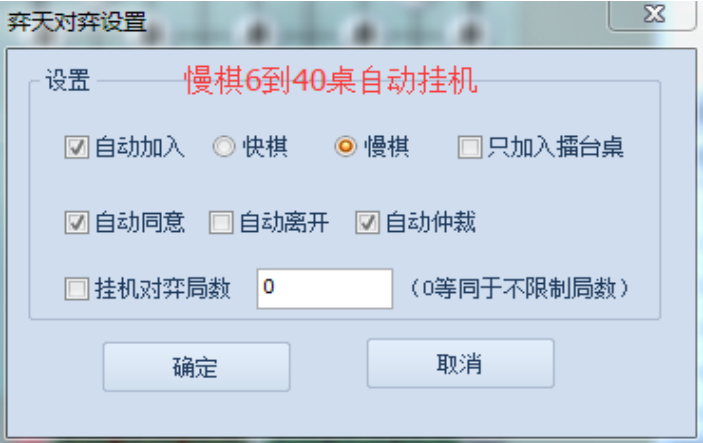 弈天对弈设置
设置 慢棋6到40桌自动挂机
自动加入 快棋 慢棋 只加入擂台桌
自动同意 自动离开 自动仲裁
挂机对弈局数 0 （0等同于不限制局数）
确定 取消